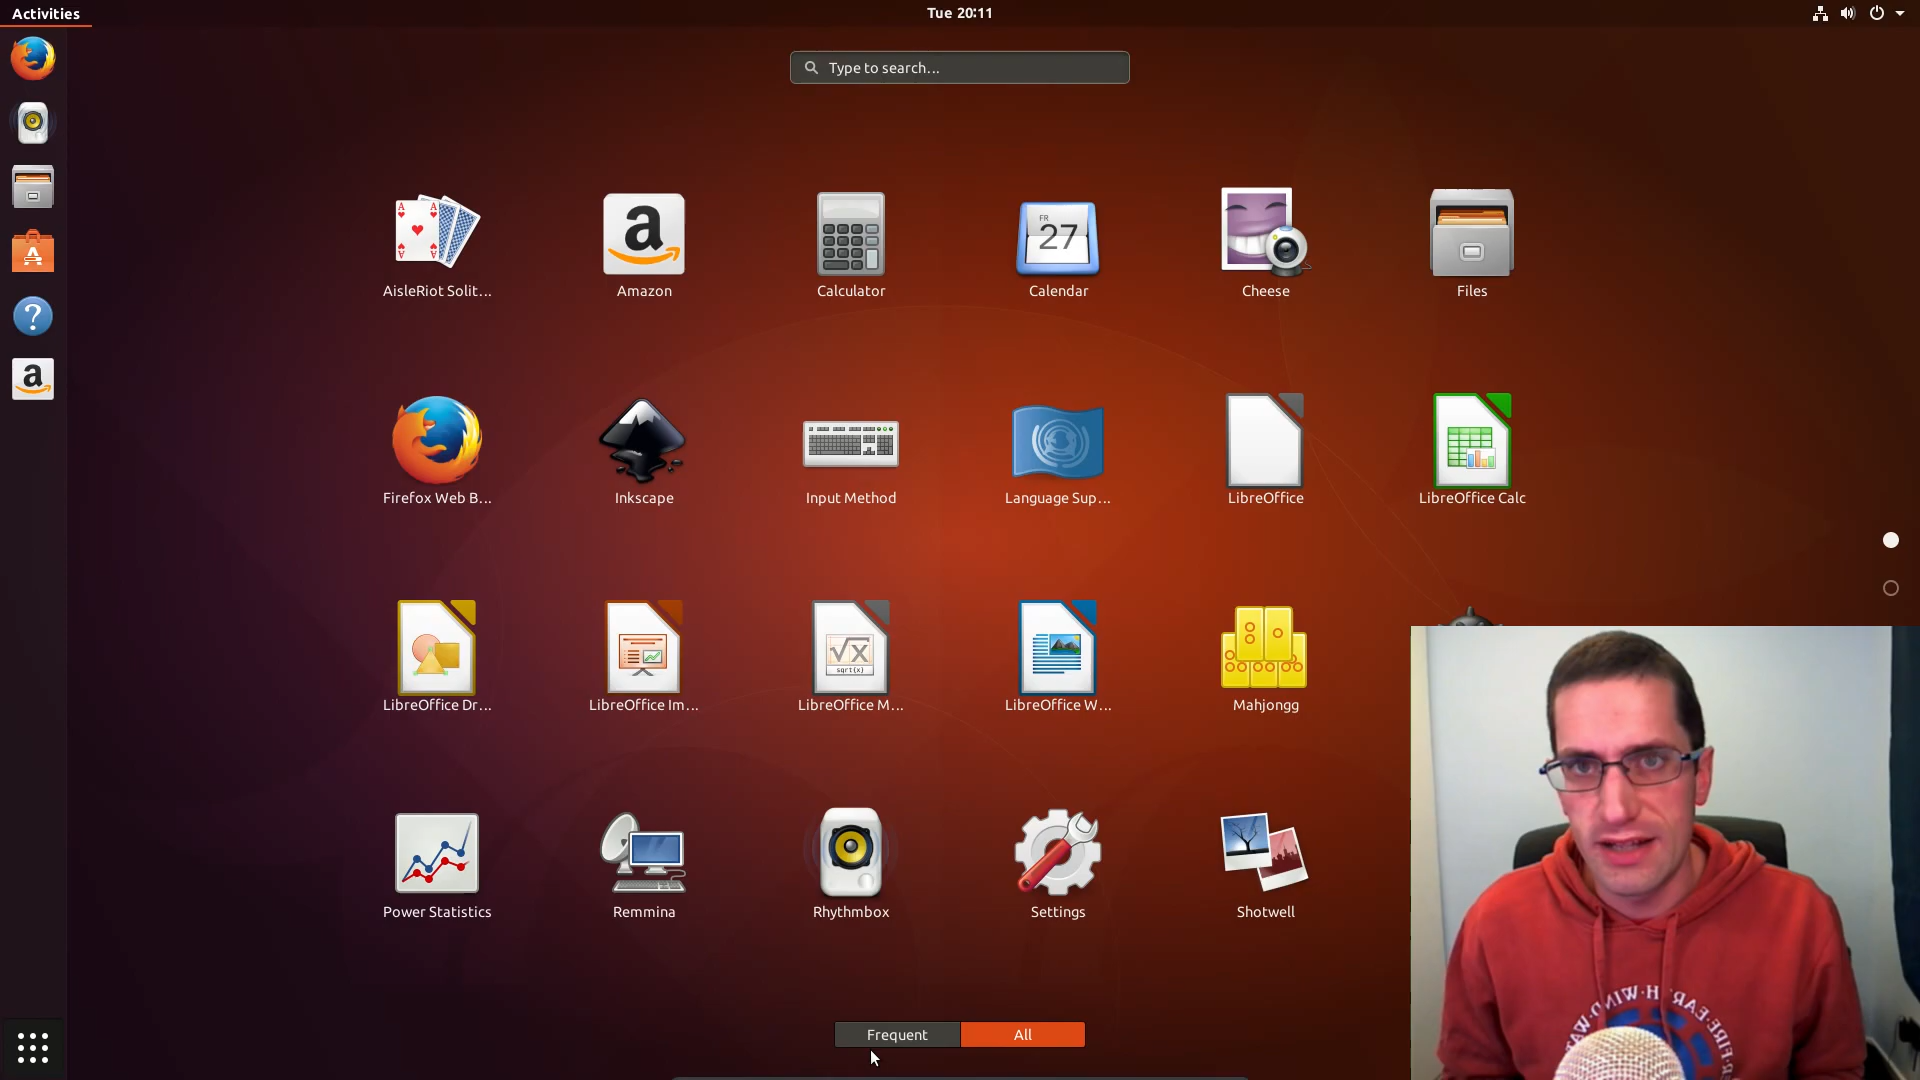 Activities
Tue 20:11
Type to search...
AisleRiot Solit...
Amazon
Calculator
FR
27
Calendar
Cheese
Files
Firefox Web B...
Inkscape
Input Method
Language Sup...
LibreOffice
LibreOffice Calc
LibreOffice Dr...
LibreOffice Im...
sqrt(x)
LibreOffice M...
LibreOffice W...
Mahjongg
Power Statistics
Remmina
Rhythmbox
Settings
Shotwell
Frequent
All